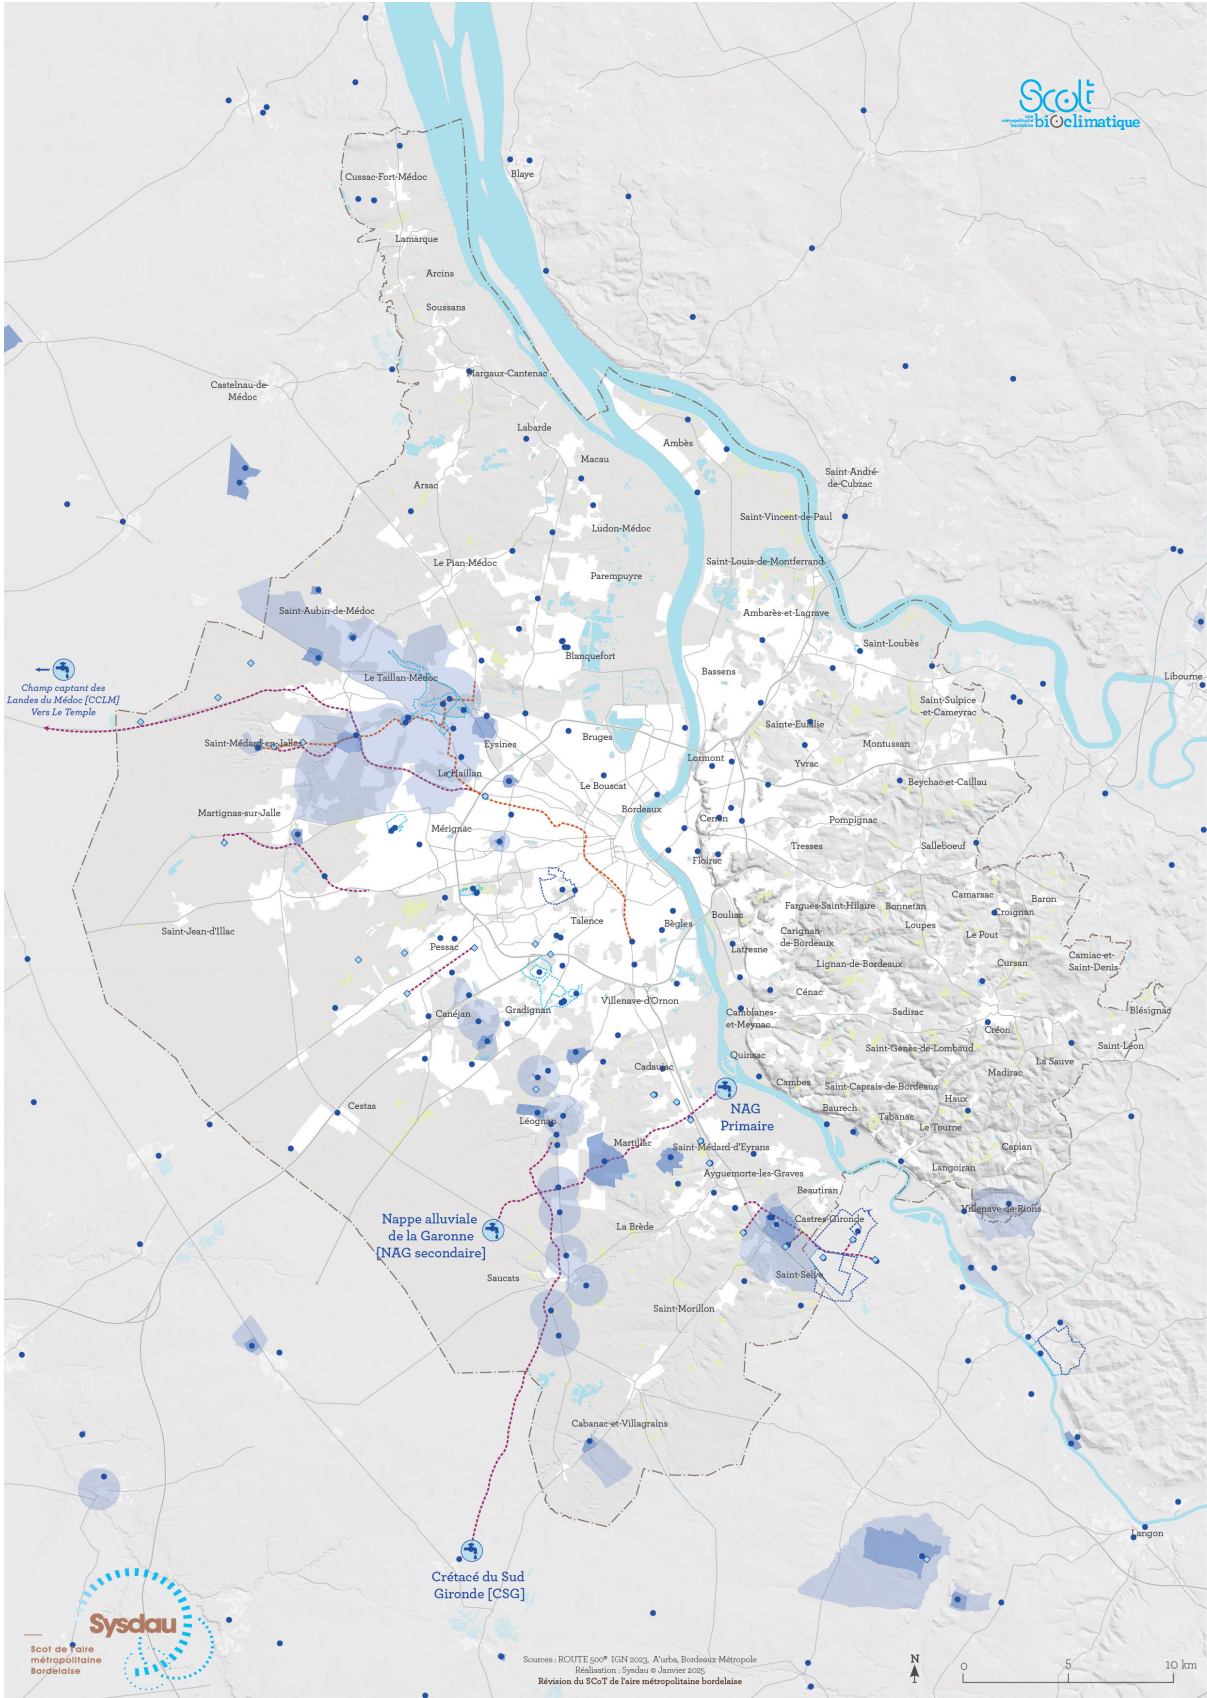 Scot
aire
métropolitaine
bordelaise
bioclimatique
Blaye
Cussac-Fort-Médoc
Lamarque
Arcins
Soussans
Margaux-Cantenac
Castelnau-de-
Médoc
Labarde
Ambès
Macau
Saint-André-
de-Cubzac
Arsac
Saint-Vincent-de-Paul
Ludon-Médoc
Le Pian-Médoc
Saint-Louis-de-Montferrand
Parempuyre
Saint-Aubin-de-Médoc
Ambarès-et-Lagrave
Saint-Loubès
Blanquefort
Bassens
Libourne
Le Taillan-Médoc
Champ captant des
Landes du Médoc [CCLM]
Vers Le Temple
Saint-Sulpice
-et-Cameyrac
Sainte-Eulalie
Bruges
Saint-Médard-en-Jalles
Eysines
Montussan
Lormont
Yvrac
Le Haillan
Le Bouscat
Beychac-et-Caillau
Bordeaux
Martignas-sur-Jalle
Cenon
Pompignac
Mérignac
Tresses
Salleboeuf
Floirac
Camarsac
Baron
Fargues-Saint-Hilaire
Bonnetan
Croignan
Talence
Bouliac
Bègles
Loupes
Saint-Jean-d'Illac
Carignan
-de-Bordeaux
Le Pout
Pessac
Latresne
Camiac-et-
Saint-Denis
Lignan-de-Bordeaux
Cursan
Cénac
Villenave-d'Ornon
Gradignan
Canéjan
Camblanes-
et-Meynac
Sadirac
Blésignac
Créon
Saint-Léon
Saint-Genès-de-Lombaud
Quinsac
La Sauve
Cadaujac
Madirac
Cambes
Saint-Caprais-de-Bordeaux
Haux
Cestas
NAG
Primaire
Baurech
Tabanac
Léognan
Le Tourne
Martillac
Saint-Médard-d'Eyrans
Capian
Langoiran
Ayguemorte-les-Graves
Beautiran
Villenave-de-Rions
Castres-Gironde
Nappe alluviale
de la Garonne
[NAG secondaire]
La Brède
Saucats
Saint-Selve
Saint-Morillon
Cabanac-et-Villagrains
Langon
Crétacé du Sud
Gironde [CSG]
Sysdau
Scot de l'aire
métropolitaine
Bordelaise
Sources : ROUTE 500® IGN 2023, A'urba, Bordeaux Métropole
Réalisation : Sysdau © Janvier 2025
Révision du SCoT de l'aire métropolitaine bordelaise
N
0
5
10 km